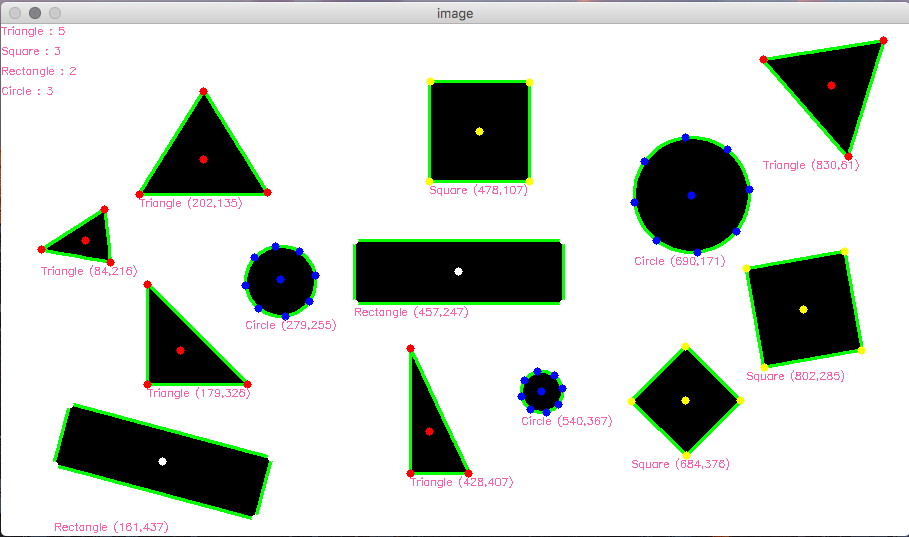 image
Triangle : 5
Square : 3
Rectangle : 2
Circle : 3
Triangle (830,61)
Square (478,107)
Triangle (202,135)
Circle (690,171)
Triangle (84,216)
Rectangle (457,247)
Circle (279,255)
Square (802,285)
Triangle (179,326)
Circle (540,367)
Square (684,376)
Triangle (428,407)
Rectangle (161,437)